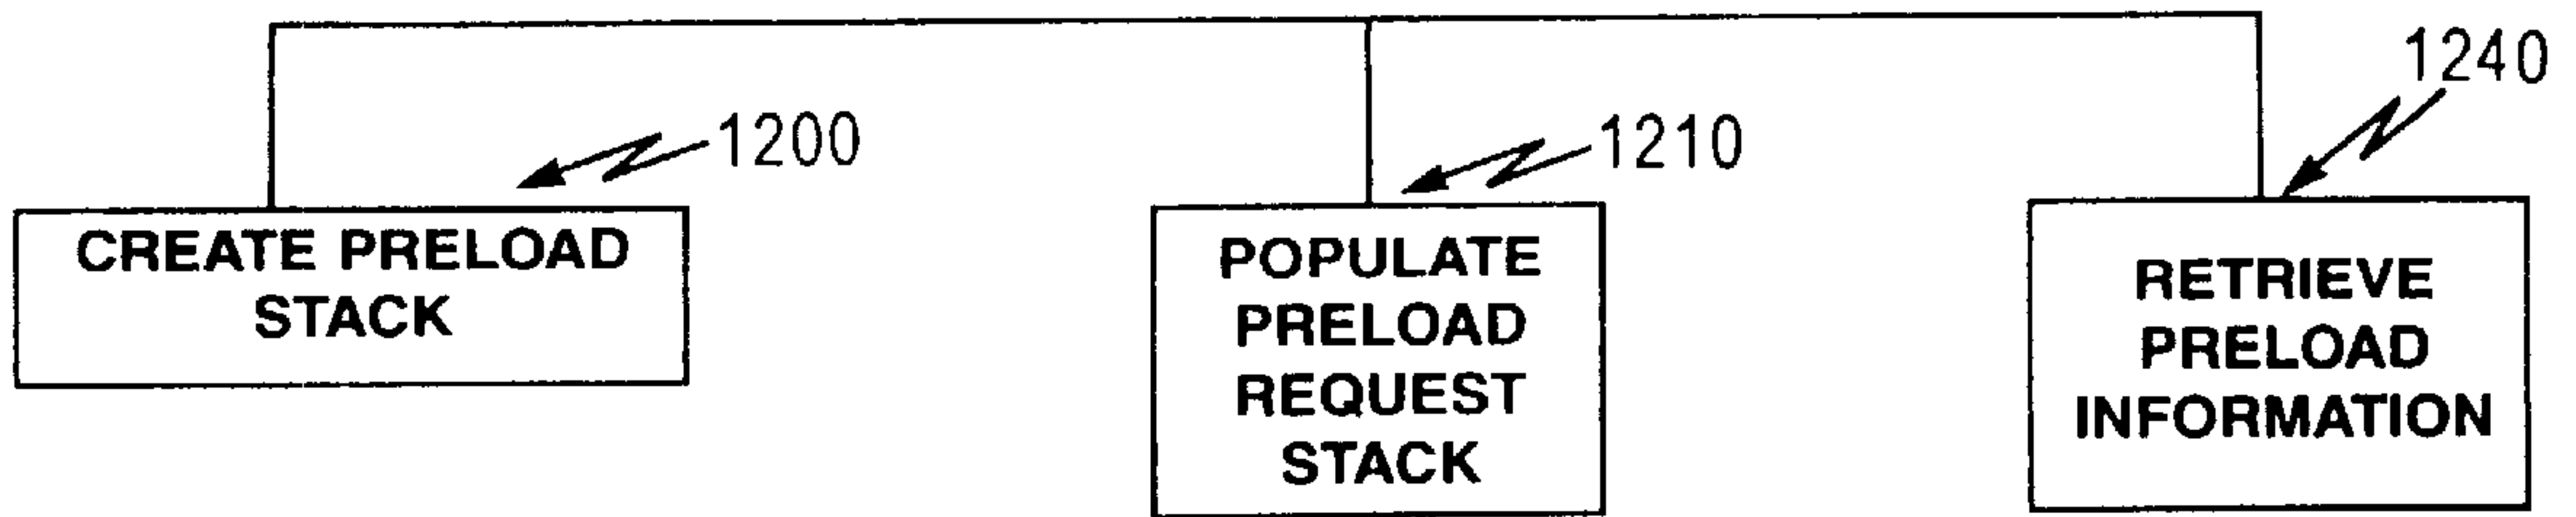 1240
1200
1210
CREATE PRELOAD
STACK
POPULATE
PRELOAD
REQUEST
STACK
RETRIEVE
PRELOAD
INFORMATION